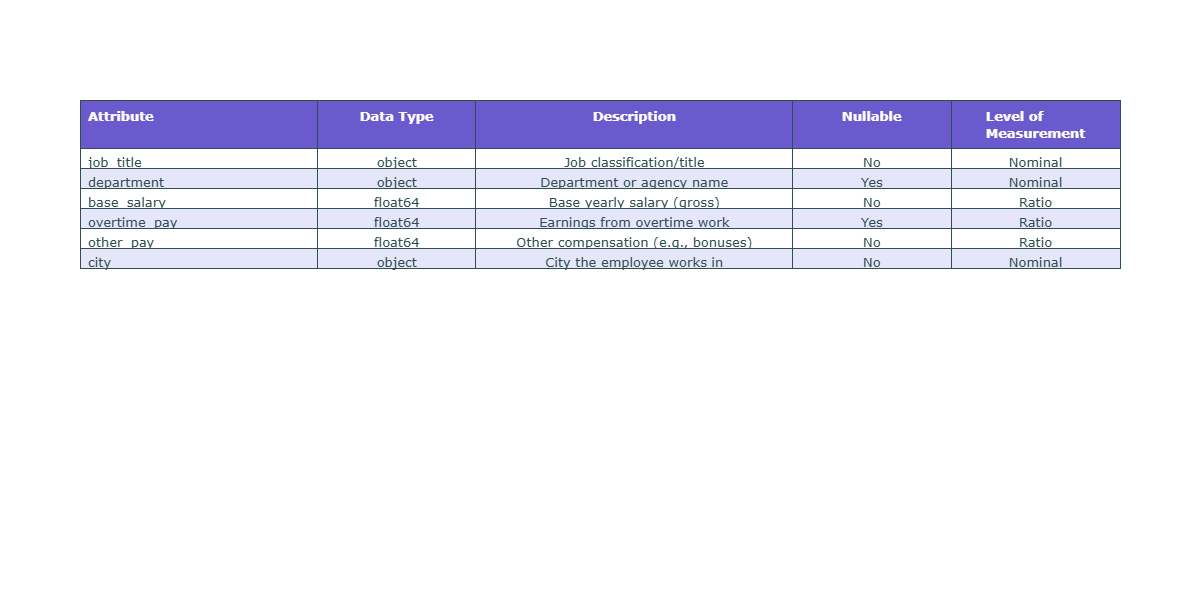 Attribute Data Type Description Nullable Level of
Measurement
job_title object Job classification/title No Nominal
department object Department or agency name Yes Nominal
base_salary float64 Base yearly salary (gross) No Ratio
overtime_pay float64 Earnings from overtime work Yes Ratio
other_pay float64 Other compensation (e.g., bonuses) No Ratio
city object City the employee works in No Nominal